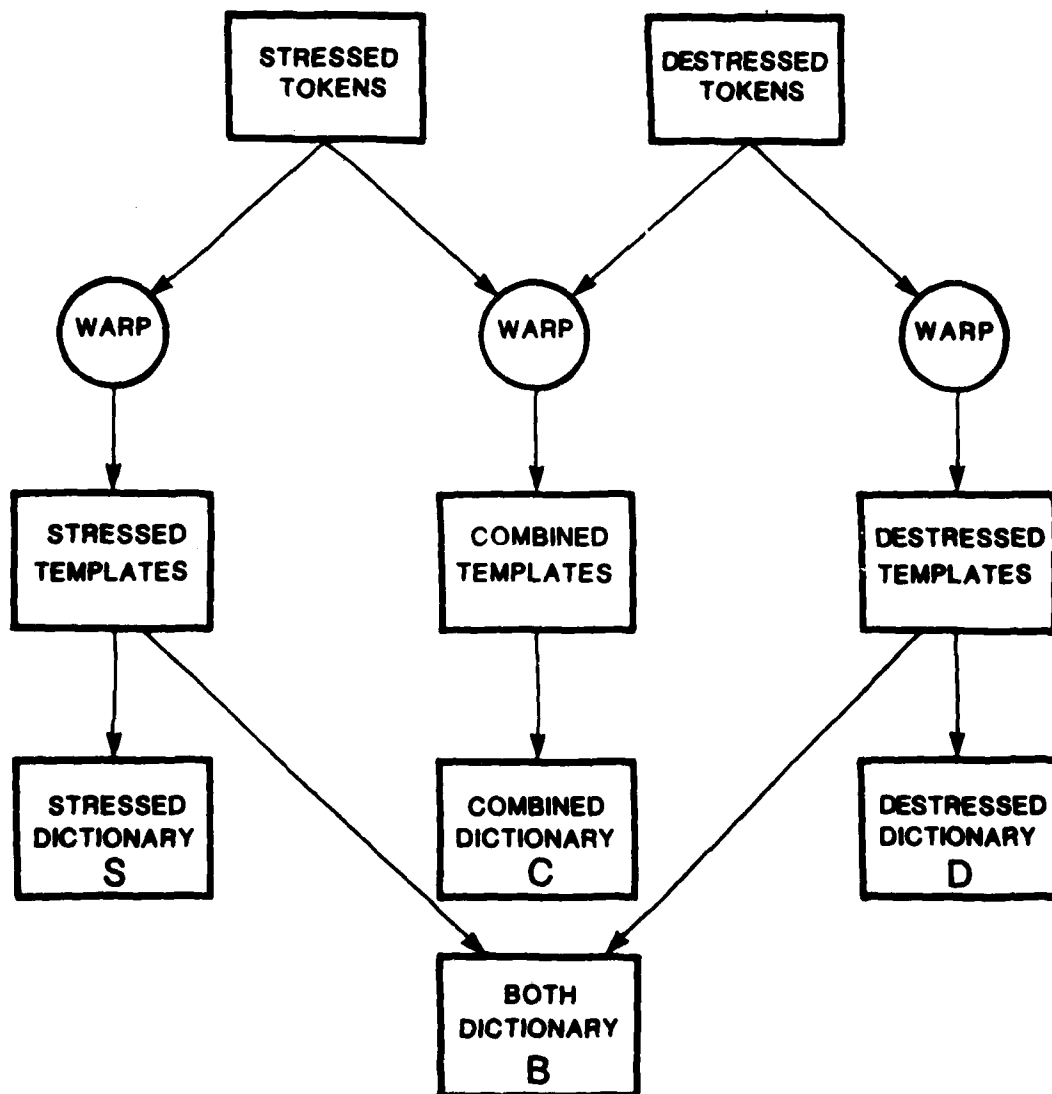 STRESSED
TOKENS
DESTRESSED
TOKENS
WARP
WARP
WARP
STRESSED
TEMPLATES
COMBINED
TEMPLATES
DESTRESSED
TEMPLATES
STRESSED
DICTIONARY
S
COMBINED
DICTIONARY
C
DESTRESSED
DICTIONARY
D
BOTH
DICTIONARY
B